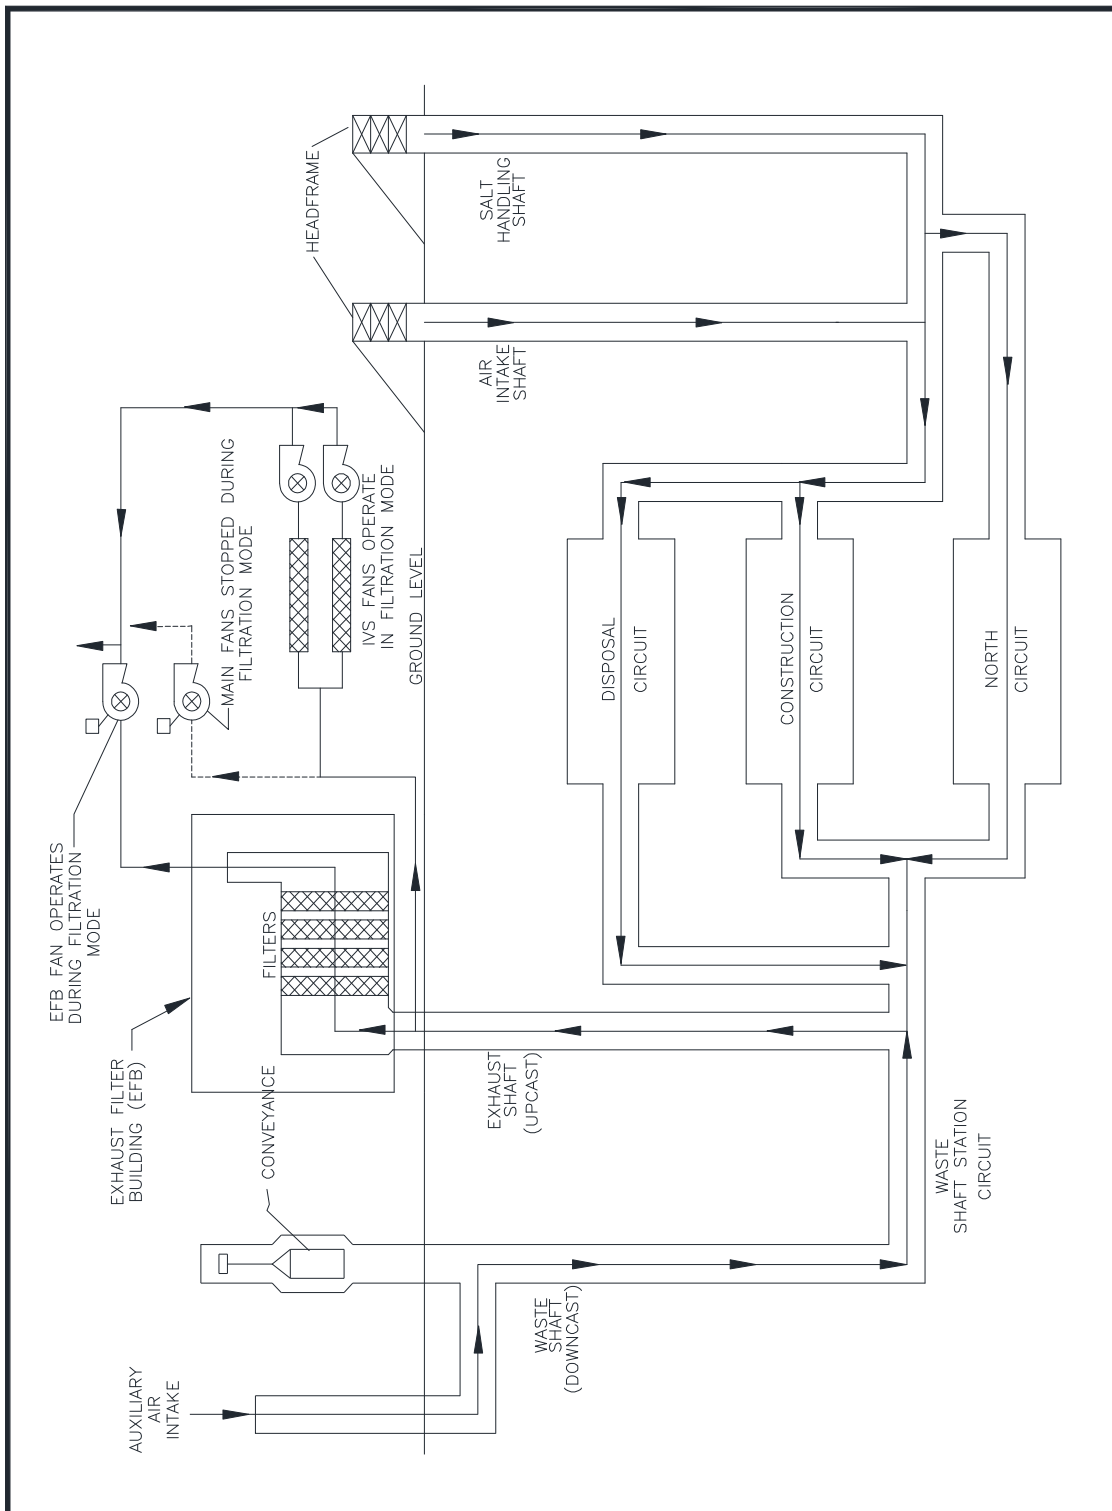 AUXILIARY
AIR
INTAKE
EXHAUST FILTER
BUILDING (EFB)
CONVEYANCE
EFB FAN OPERATES
DURING FILTRATION
MODE
FILTERS
MAIN FANS STOPPED DURING
FILTRATION MODE
IVS FANS OPERATE
IN FILTRATION MODE
HEADFRAME
GROUND LEVEL
WASTE
SHAFT
(DOWNCAST)
EXHAUST
SHAFT
(UPCAST)
AIR
INTAKE
SHAFT
SALT
HANDLING
SHAFT
DISPOSAL
CIRCUIT
CONSTRUCTION
CIRCUIT
NORTH
CIRCUIT
WASTE
SHAFT STATION
CIRCUIT